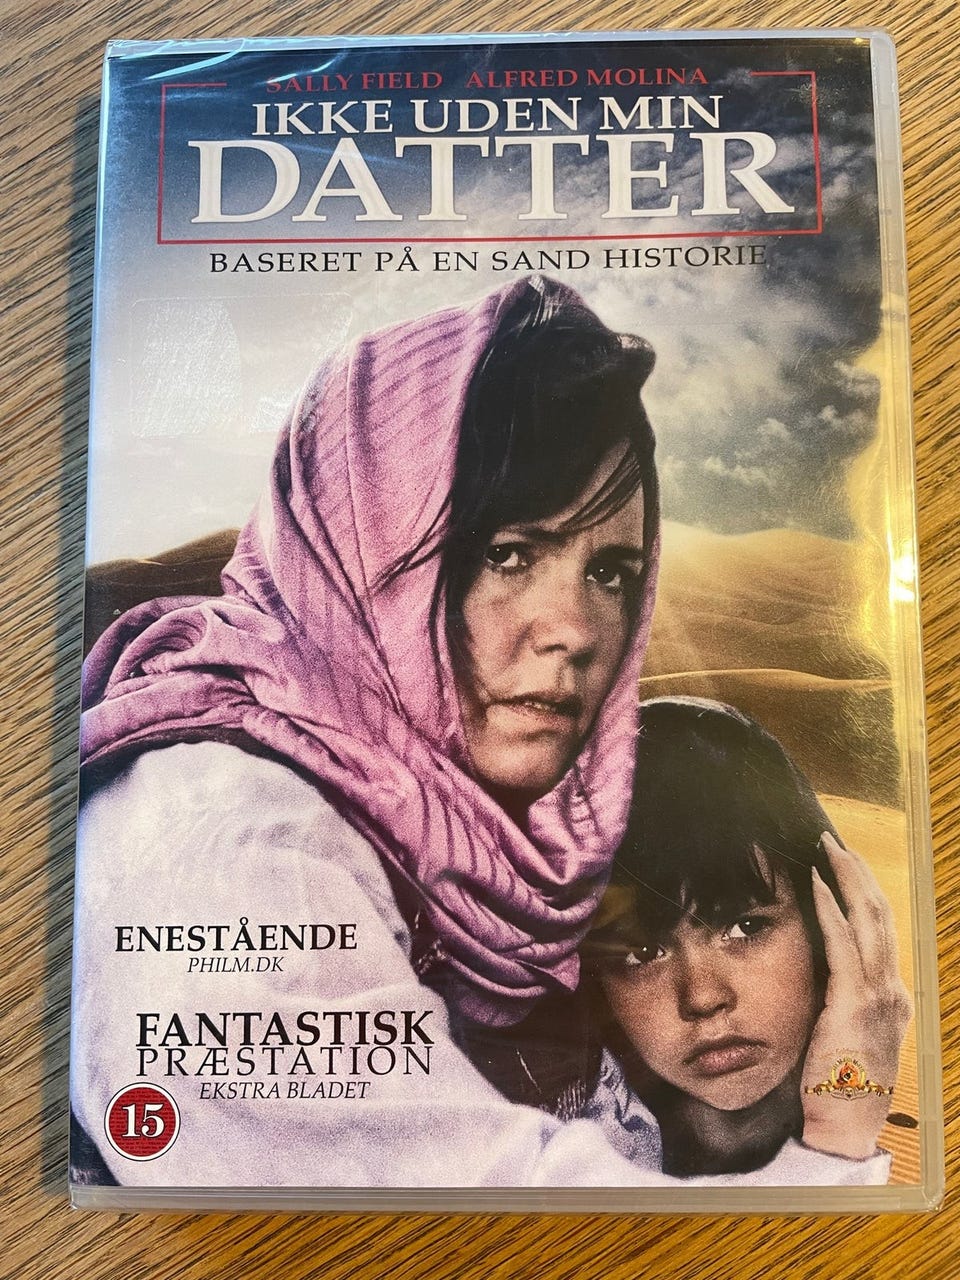 SALLY FIELD ALFRED MOLINA
IKKE UDEN MIN
DATTER
BASERET PÅ EN SAND HISTORIE
ENESTÅENDE
PHILM.DK
FANTASTISK
PRÆSTATION
EKSTRA BLADET
15